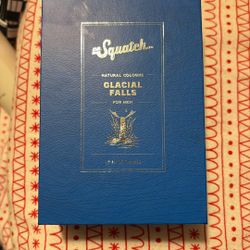 Dr. Squatch
NATURAL COLOGNE
GLACIAL
FALLS
FOR MEN